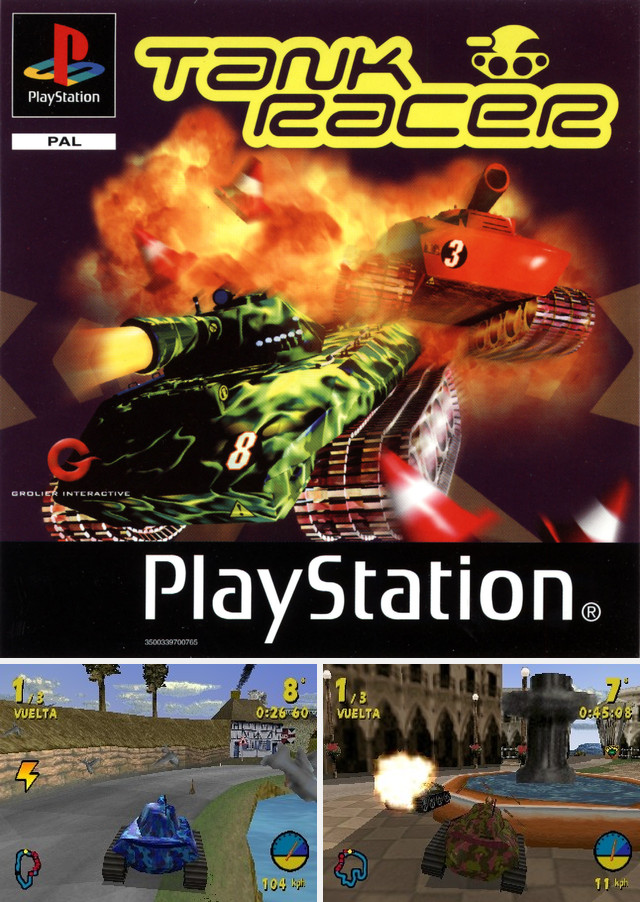 PlayStation
PAL
TANK
RACER
3
8
GROLIER INTERACTIVE
PlayStation®
3500339700765
1/3
VUELTA
8°
0:26:60
104 kph
1/3
VUELTA
7°
0:45:08
11 kph